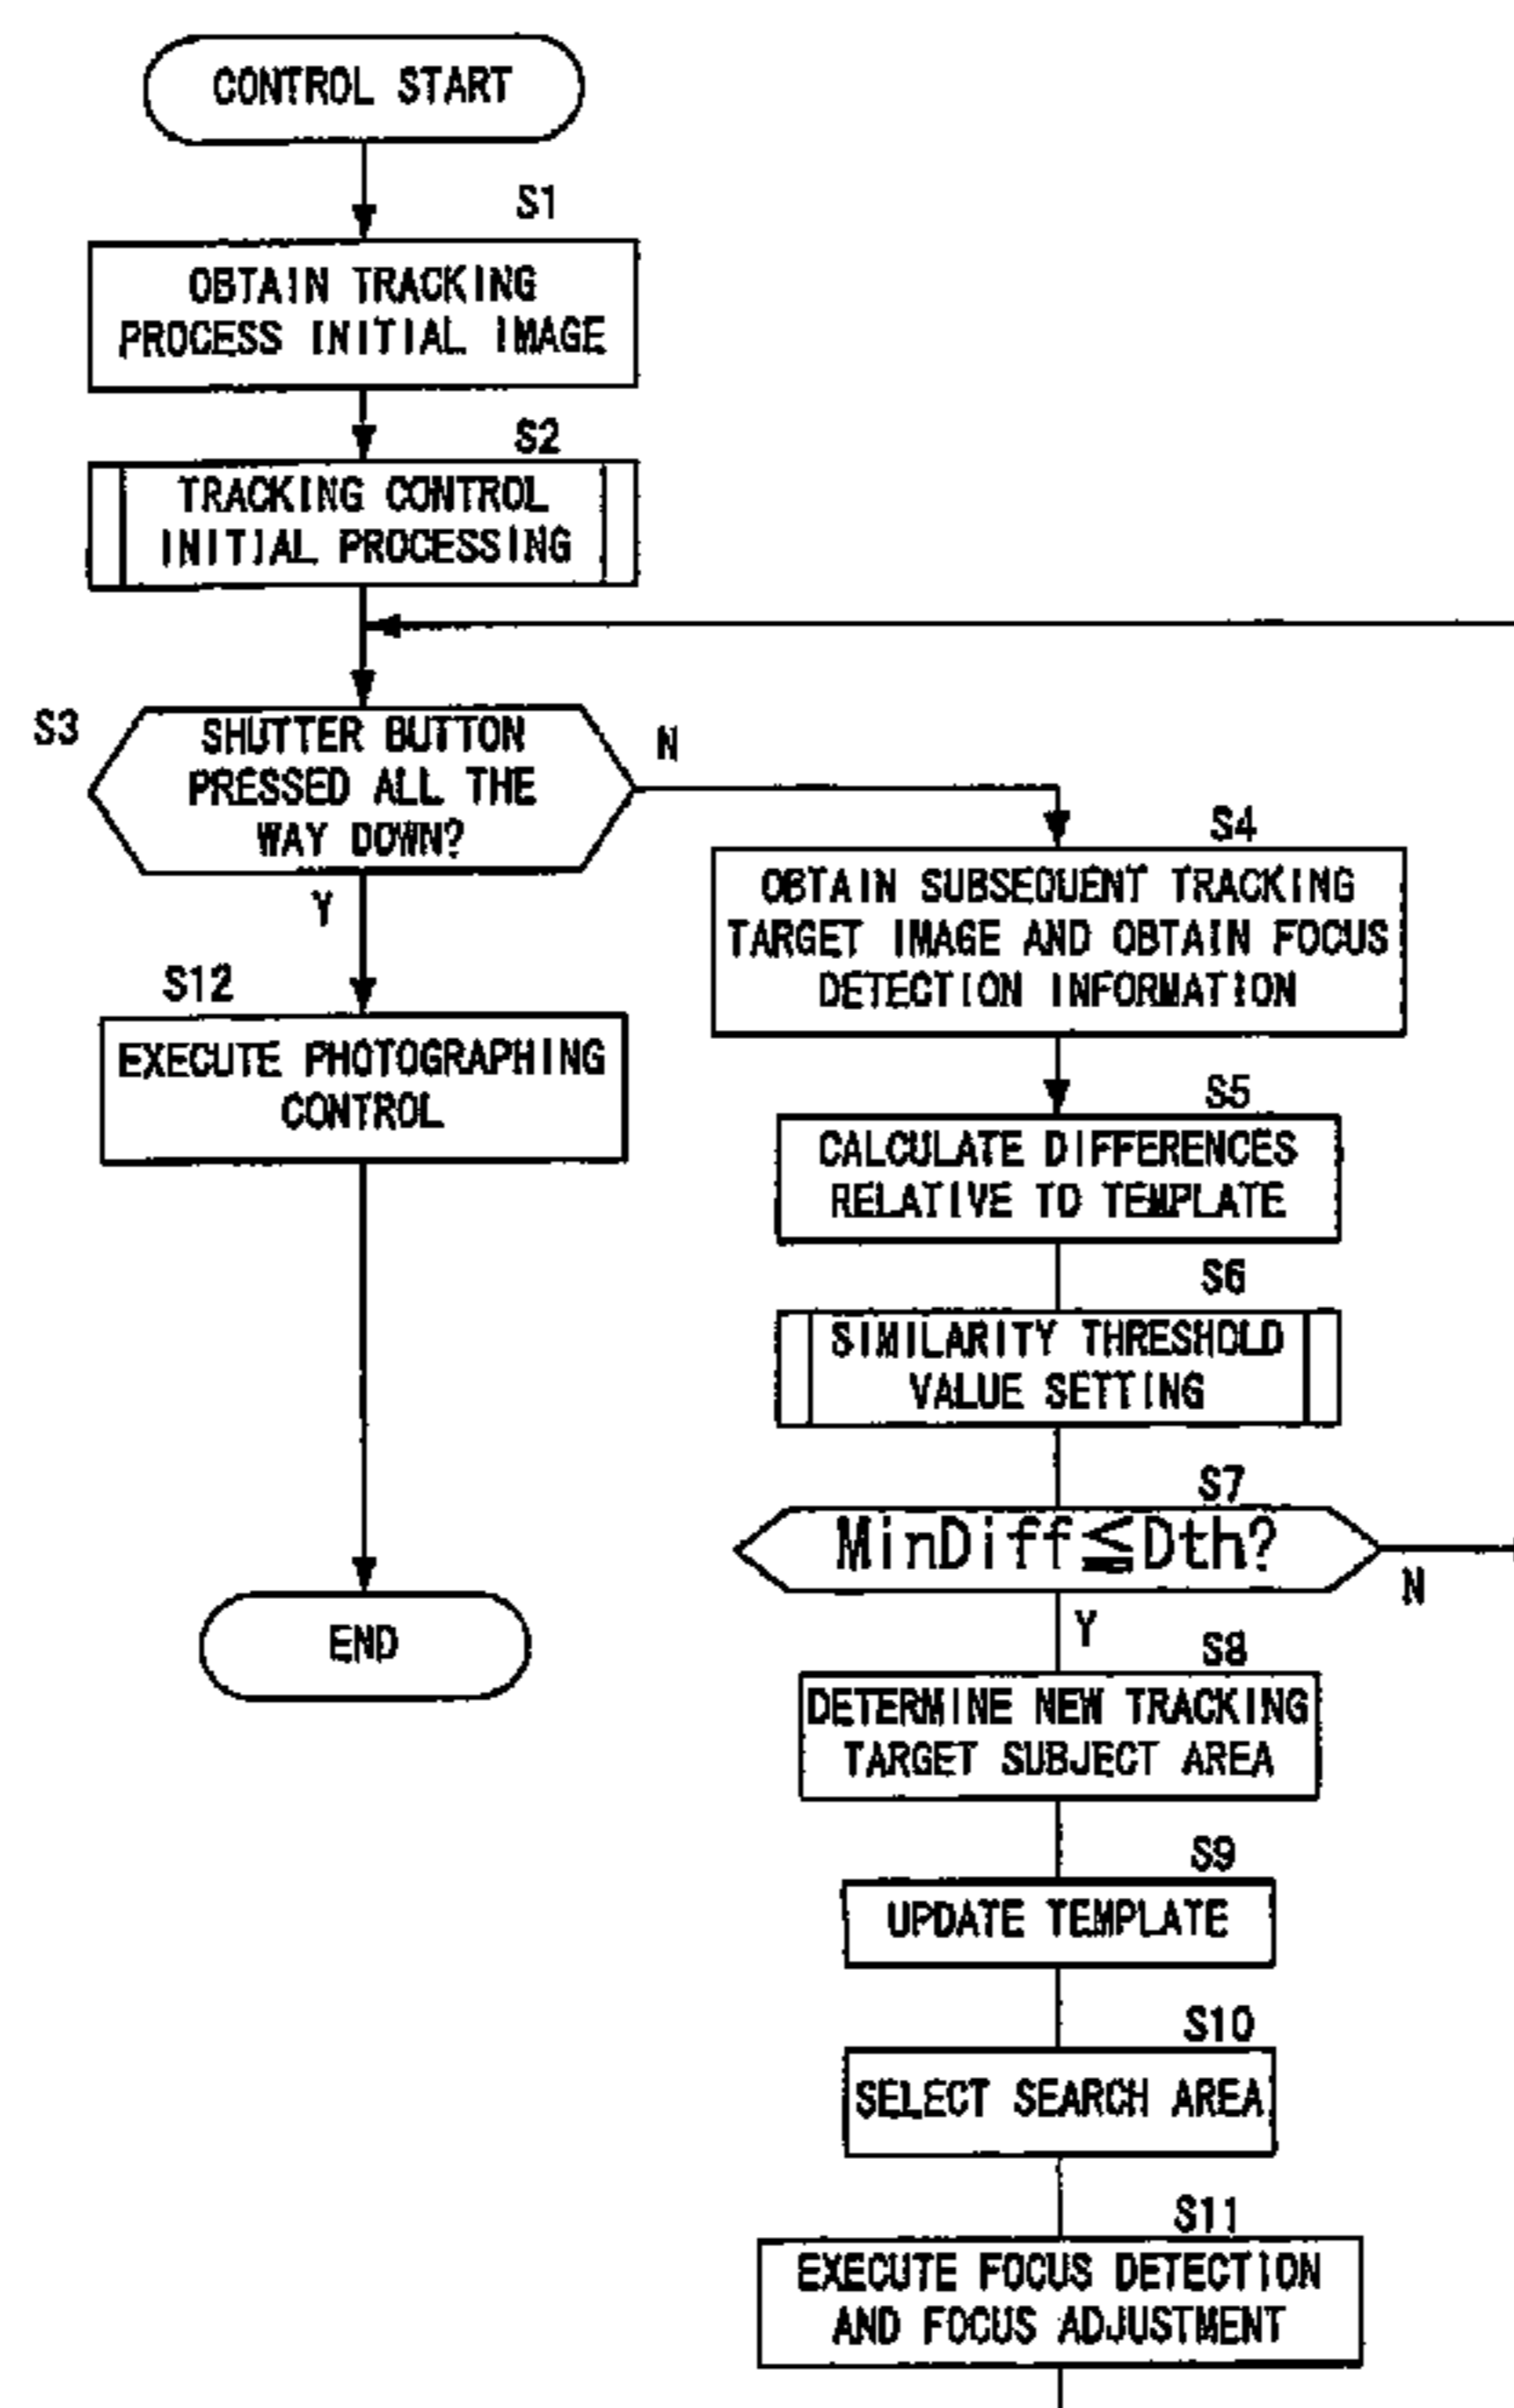 CONTROL START
S1
OBTAIN TRACKING
PROCESS INITIAL IMAGE
S2
TRACKING CONTROL
INITIAL PROCESSING
S3
SHUTTER BUTTON
PRESSED ALL THE
WAY DOWN?
N
Y
S12
EXECUTE PHOTOGRAPHING
CONTROL
END
S4
OBTAIN SUBSEQUENT TRACKING
TARGET IMAGE AND OBTAIN FOCUS
DETECTION INFORMATION
S5
CALCULATE DIFFERENCES
RELATIVE TO TEMPLATE
S6
SIMILARITY THRESHOLD
VALUE SETTING
S7
MinDiff≦Dth?
N
Y
S8
DETERMINE NEW TRACKING
TARGET SUBJECT AREA
S9
UPDATE TEMPLATE
S10
SELECT SEARCH AREA
S11
EXECUTE FOCUS DETECTION
AND FOCUS ADJUSTMENT